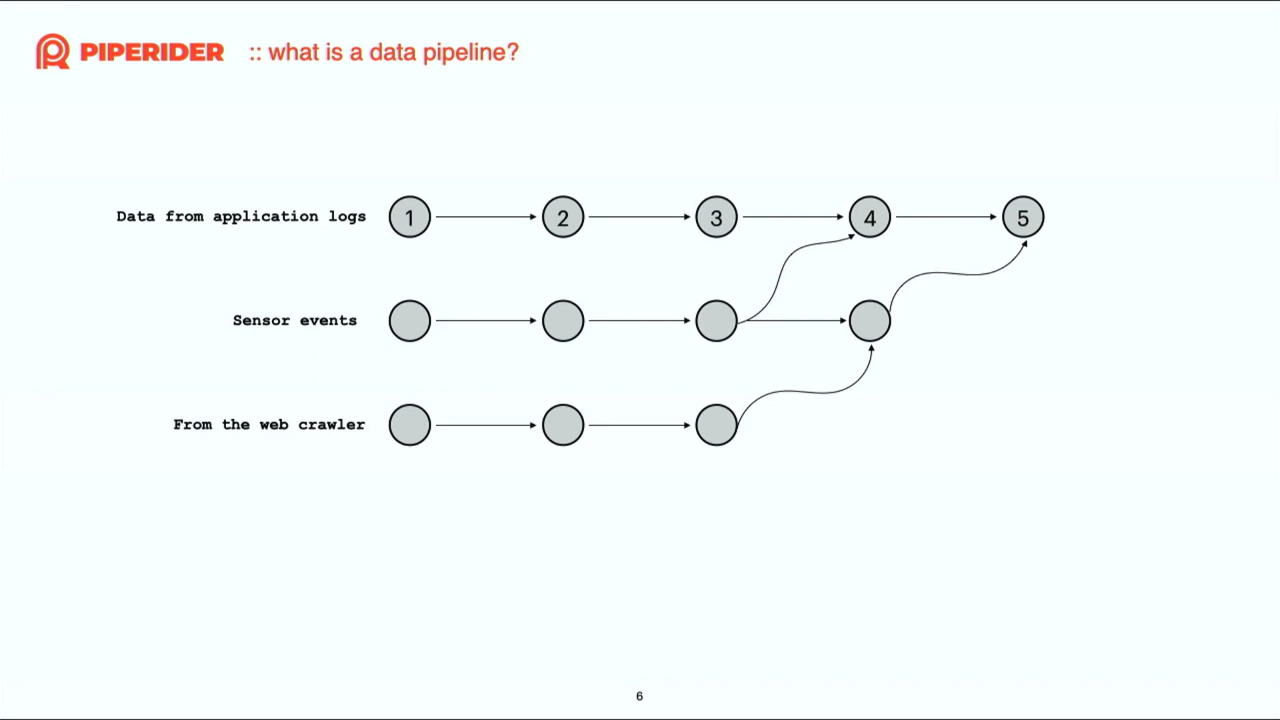 PIPERIDER :: what is a data pipeline?
Data from application logs 1 2 3 4 5
Sensor events
From the web crawler
6